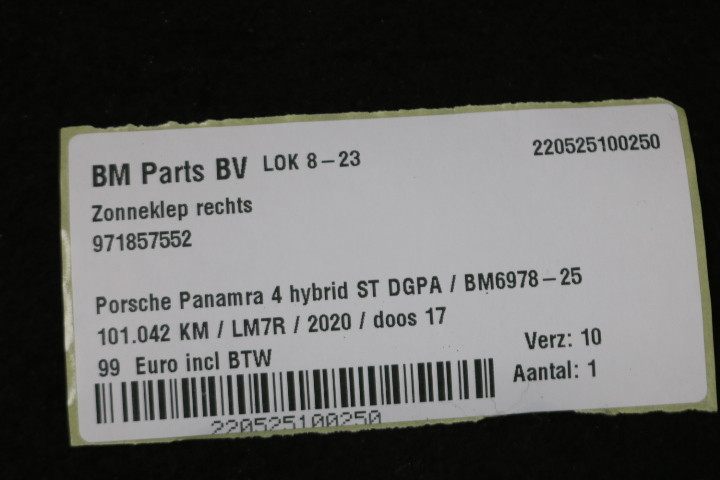 BM Parts BV LOK 8-23 220525100250
Zonneklep rechts
971857552
Porsche Panamra 4 hybrid ST DGPA / BM6978-25
101.042 KM / LM7R / 2020 / doos 17
99 Euro incl BTW Verz: 10
Aantal: 1
220525100250